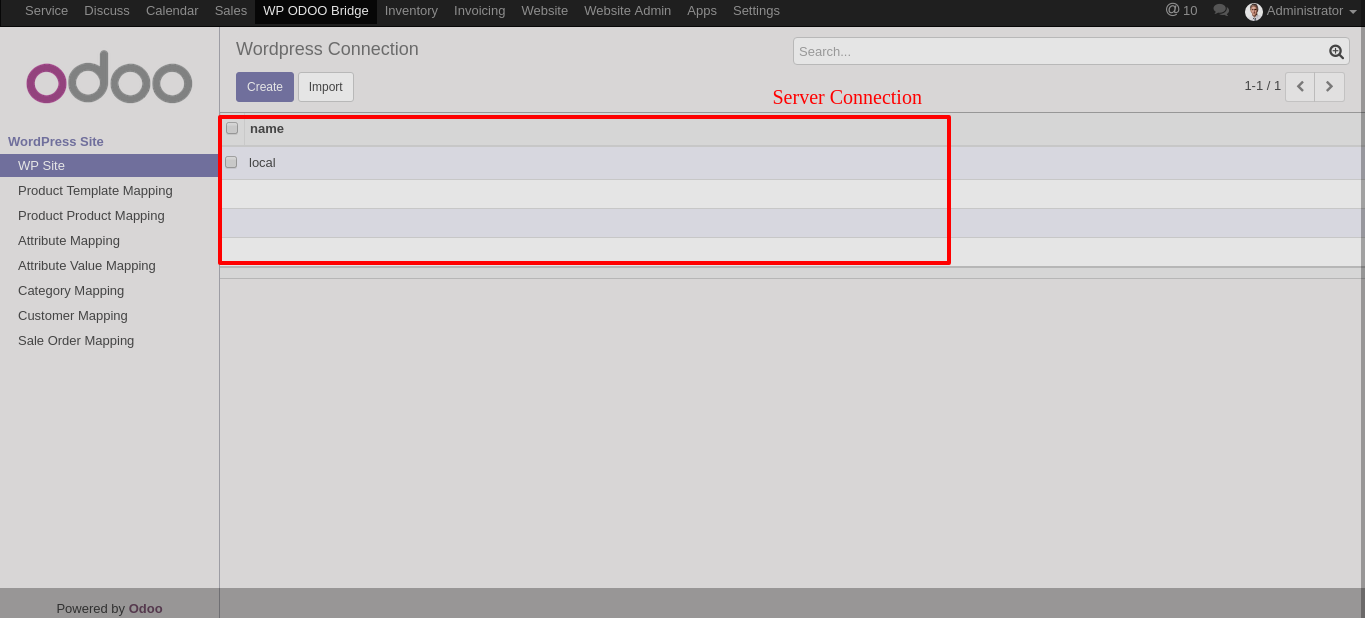 Service Discuss Calendar Sales WP ODOO Bridge Inventory Invoicing Website Website Admin Apps Settings @ 10 Administrator
odoo
Wordpress Connection
Search...
Create Import
1-1 / 1
Server Connection
WordPress Site
WP Site
Product Template Mapping
Product Product Mapping
Attribute Mapping
Attribute Value Mapping
Category Mapping
Customer Mapping
Sale Order Mapping
name
local
Powered by Odoo